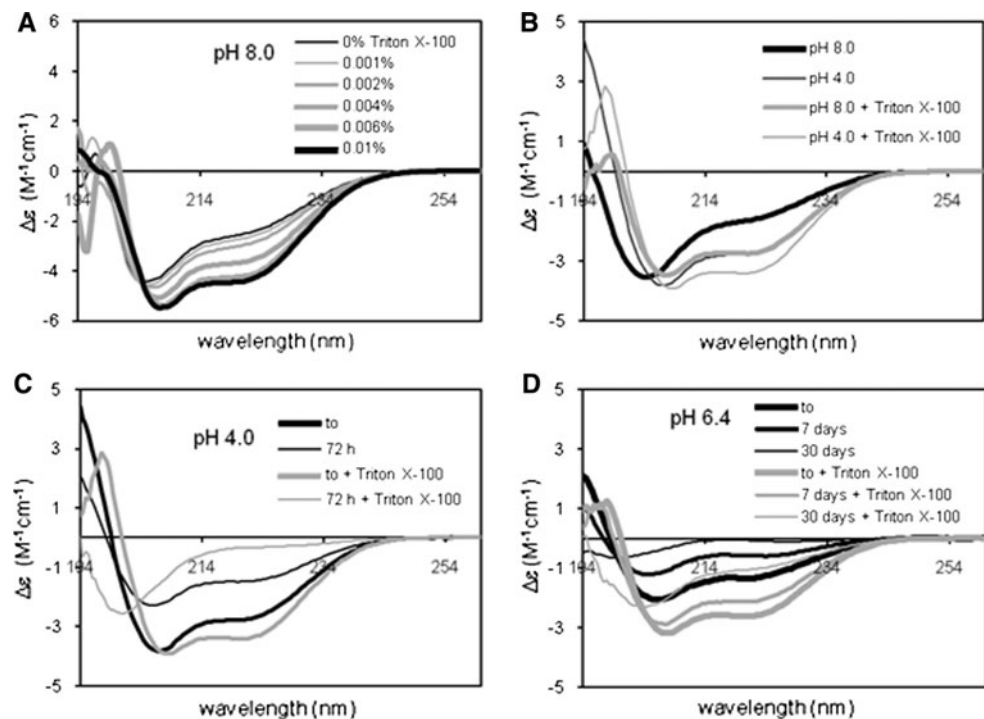 A
pH 8.0
0% Triton X-100
0.001%
0.002%
0.004%
0.006%
0.01%
6
4
2
0
-2
-4
-6
194
214
234
254
Δε (M⁻¹cm⁻¹)
wavelength (nm)
B
pH 8.0
pH 4.0
pH 8.0 + Triton X-100
pH 4.0 + Triton X-100
5
3
1
-1
-3
-5
194
214
234
254
Δε (M⁻¹cm⁻¹)
wavelength (nm)
C
pH 4.0
to
72 h
to + Triton X-100
72 h + Triton X-100
5
3
1
-1
-3
-5
194
214
234
254
Δε (M⁻¹cm⁻¹)
wavelength (nm)
D
pH 6.4
to
7 days
30 days
to + Triton X-100
7 days + Triton X-100
30 days + Triton X-100
5
3
1
-1
-3
-5
194
214
234
254
Δε (M⁻¹cm⁻¹)
wavelength (nm)